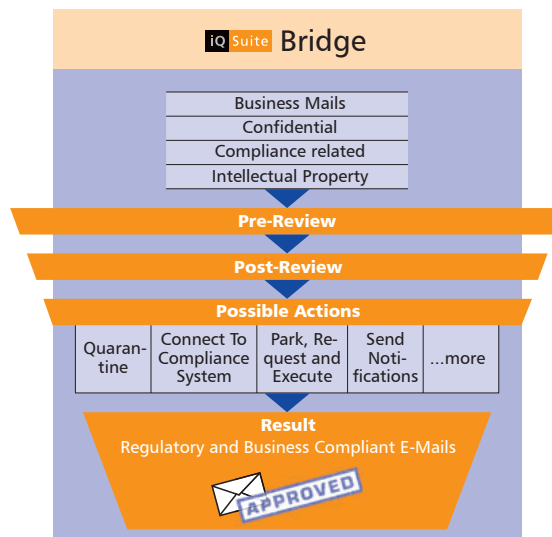 iQ Suite Bridge
Business Mails
Confidential
Compliance related
Intellectual Property
Pre-Review
Post-Review
Possible Actions
Quaran-
tine
Connect To
Compliance
System
Park, Re-
quest and
Execute
Send
Noti-
fications
...more
Result
Regulatory and Business Compliant E-Mails
APPROVED